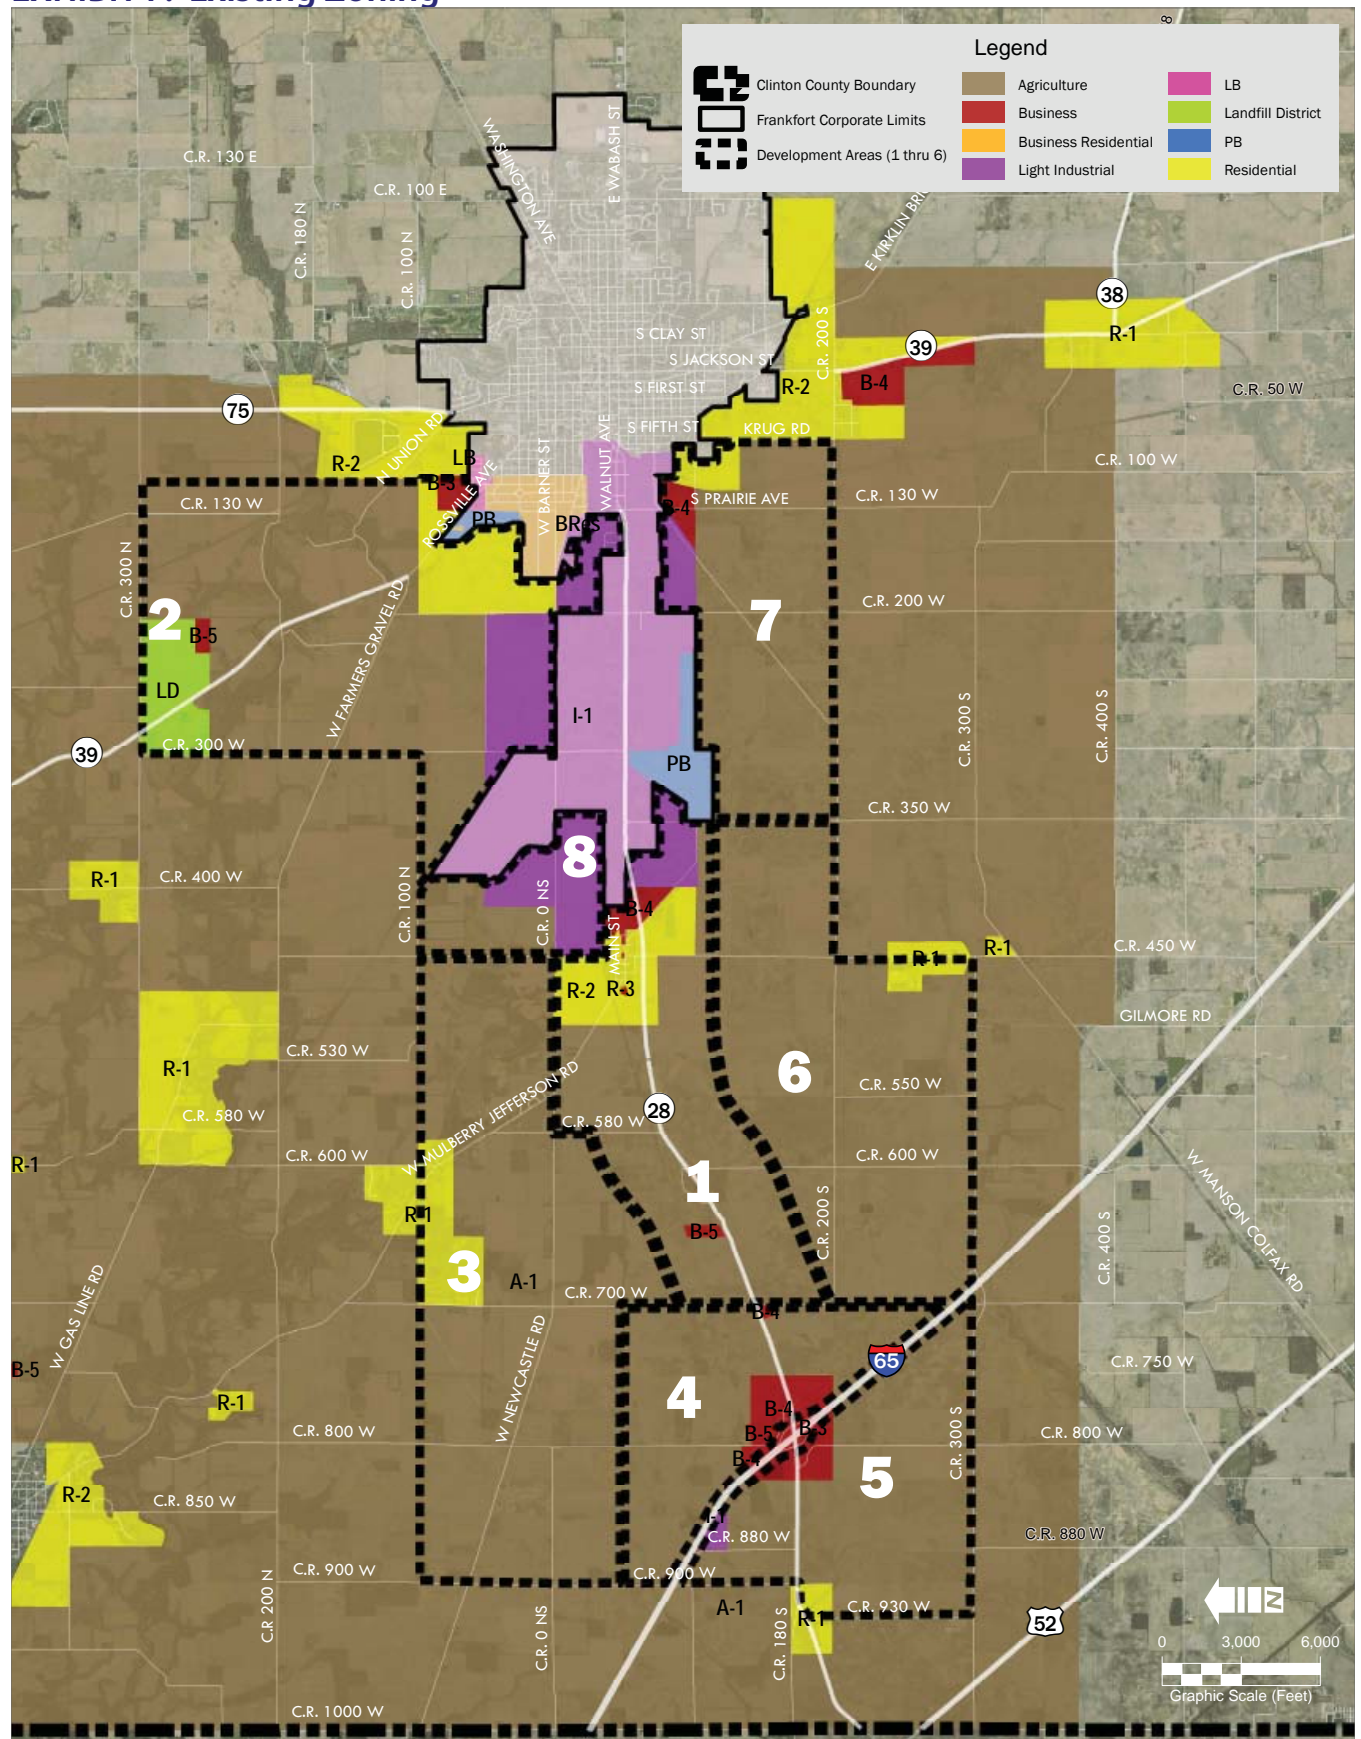 EXHIBIT 7: Existing Zoning
8
Legend
Clinton County Boundary
Frankfort Corporate Limits
Development Areas (1 thru 6)
Agriculture
Business
Business Residential
Light Industrial
LB
Landfill District
PB
Residential
WASHINGTON AVE
E WABASH ST
C.R. 130 E
C.R. 100 E
C.R. 180 N
C.R. 100 N
E KIRKLIN
38
R-1
C.R. 200 S
39
S CLAY ST
S JACKSON ST
S FIRST ST
R-2
B-4
C.R. 50 W
75
N UNION RD
S FIFTH ST
KRUG RD
WALNUT AVE
W BARNER ST
LB
R-2
C.R. 100 W
ROSSVILLE AVE
C.R. 130 W
PB
BRes
B-4
S PRAIRIE AVE
C.R. 130 W
C.R. 300 N
W FARMERS GRAVEL RD
2
B-5
LD
7
C.R. 200 W
I-1
C.R. 300 S
C.R. 400 S
39
C.R. 300 W
PB
C.R. 350 W
8
R-1
C.R. 400 W
C.R. 100 N
C.R. 0 NS
MAIN ST
B-4
R-1
R-1
C.R. 450 W
R-2
R-3
GILMORE RD
R-1
C.R. 530 W
6
C.R. 550 W
W MULBERRY JEFFERSON RD
28
C.R. 580 W
C.R. 580 W
R-1
C.R. 600 W
C.R. 600 W
1
W MANSON COLFAX RD
R-1
C.R. 200 S
B-5
C.R. 400 S
3
A-1
C.R. 700 W
B-4
W GAS LINE RD
W NEWCASTLE RD
65
C.R. 750 W
B-5
R-1
4
B-4
B-5
B-3
B-4
C.R. 800 W
C.R. 300 S
C.R. 800 W
5
R-2
C.R. 850 W
I-1
C.R. 880 W
C.R. 880 W
C.R. 900 W
C.R. 900 W
C.R 200 N
C.R. 0 NS
A-1
C.R. 180 S
R-1
C.R. 930 W
52
N
0 3,000 6,000
Graphic Scale (Feet)
C.R. 1000 W